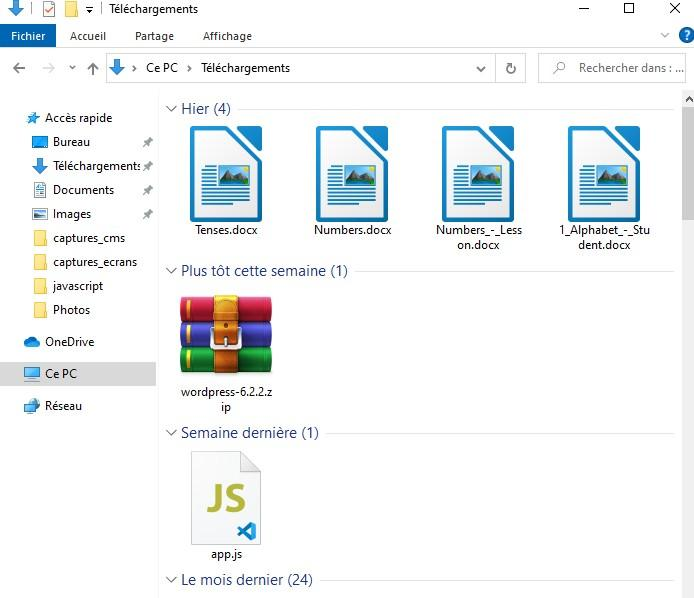 Téléchargements
Fichier Accueil Partage Affichage
Ce PC Téléchargements
Rechercher dans : ...
Accès rapide
Bureau
Téléchargements
Documents
Images
captures_cms
captures_ecrans
javascript
Photos
OneDrive
Ce PC
Réseau
Hier (4)
Tenses.docx
Numbers.docx
Numbers_-_Less
on.docx
1_Alphabet_-_Stu
dent.docx
Plus tôt cette semaine (1)
wordpress-6.2.2.z
ip
Semaine dernière (1)
JS
app.js
Le mois dernier (24)